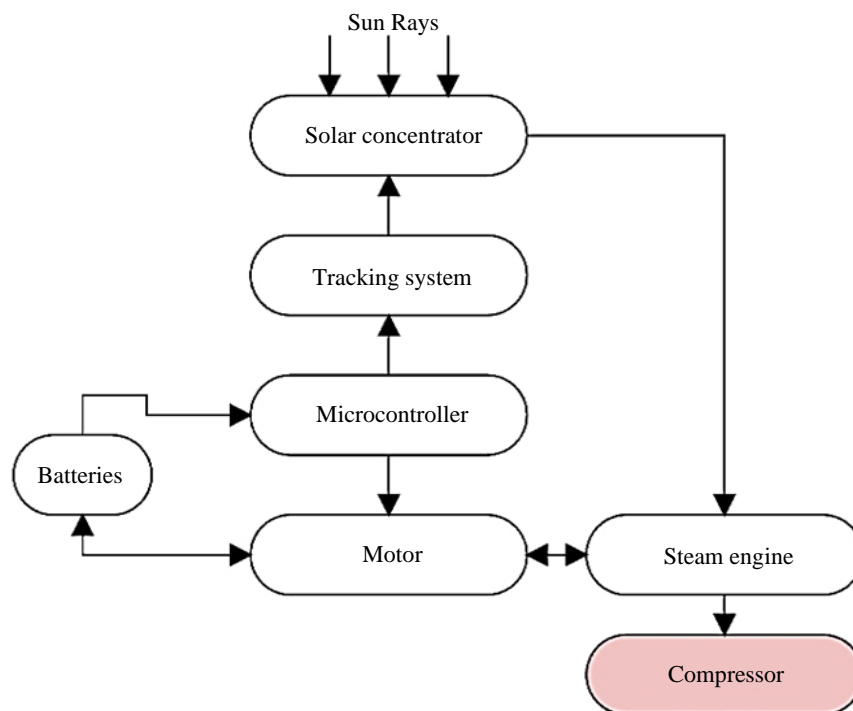 Sun Rays
Solar concentrator
Tracking system
Microcontroller
Batteries
Motor
Steam engine
Compressor